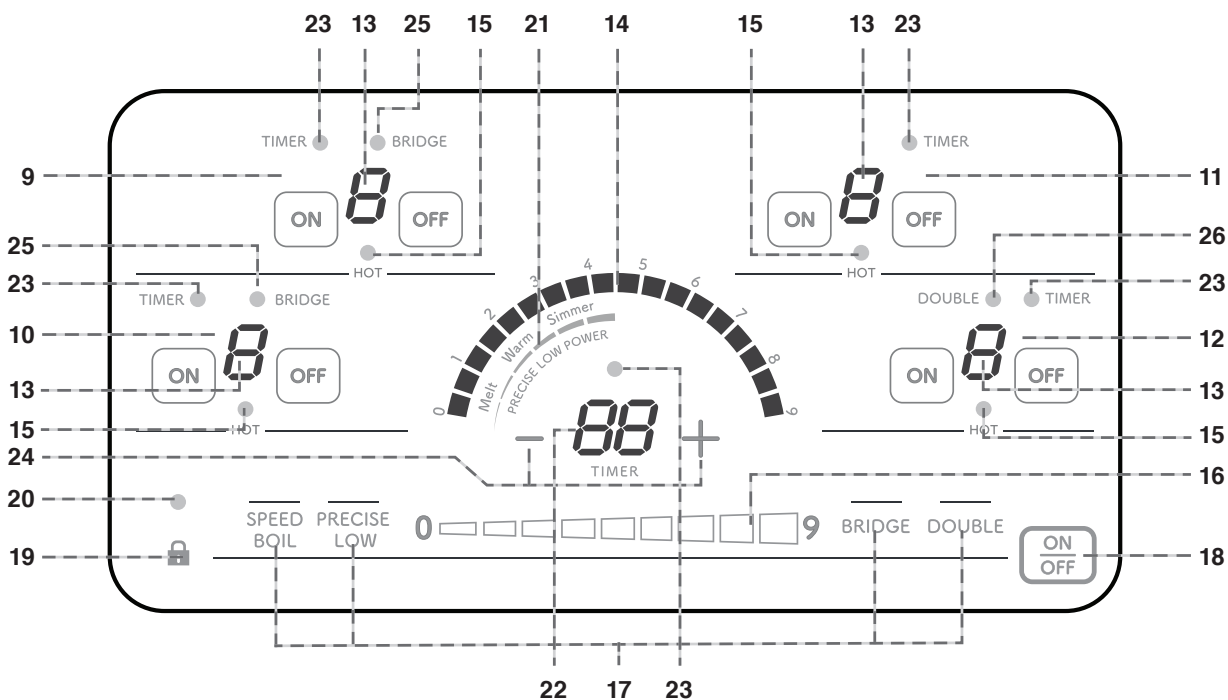 23 13 25 15 21 14 15 13 23
TIMER BRIDGE TIMER
9 8 8 11
ON OFF ON OFF
25 26
HOT HOT
23 TIMER BRIDGE DOUBLE TIMER 23
0 1 2 3 4 5 6 7 8 9
Melt Warm Simmer
PRECISE LOW POWER
10 8 8 12
ON OFF ON OFF
13 13
88
15 HOT HOT 15
− +
24 TIMER
16
20
SPEED BOIL PRECISE LOW 0 9 BRIDGE DOUBLE
19 ON OFF 18
22 17 23